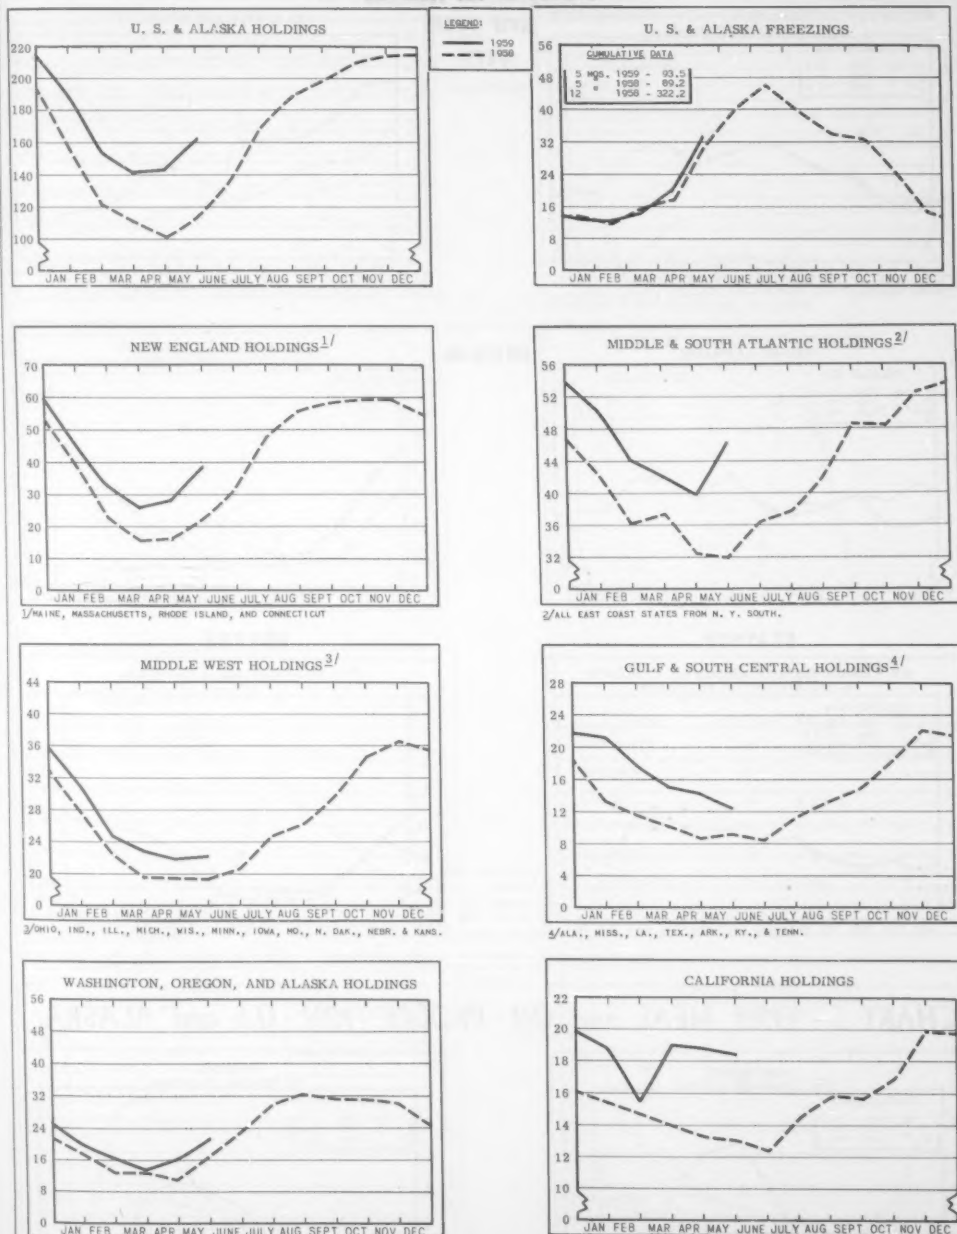 LEGEND:
1959
1958
U. S. & ALASKA HOLDINGS
220
200
180
160
140
120
100
0
JAN FEB MAR APR MAY JUNE JULY AUG SEPT OCT NOV DEC
U. S. & ALASKA FREEZINGS
CUMULATIVE DATA
5 MOS. 1959 - 93.5
5 " 1958 - 89.2
12 " 1958 - 322.2
56
48
40
32
24
16
8
0
JAN FEB MAR APR MAY JUNE JULY AUG SEPT OCT NOV DEC
NEW ENGLAND HOLDINGS 1/
70
60
50
40
30
20
10
0
JAN FEB MAR APR MAY JUNE JULY AUG SEPT OCT NOV DEC
1/MAINE, MASSACHUSETTS, RHODE ISLAND, AND CONNECTICUT
MIDDLE & SOUTH ATLANTIC HOLDINGS 2/
56
52
48
44
40
36
32
0
JAN FEB MAR APR MAY JUNE JULY AUG SEPT OCT NOV DEC
2/ALL EAST COAST STATES FROM N. Y. SOUTH.
MIDDLE WEST HOLDINGS 3/
44
40
36
32
28
24
20
0
JAN FEB MAR APR MAY JUNE JULY AUG SEPT OCT NOV DEC
3/OHIO, IND., ILL., MICH., WIS., MINN., IOWA, MO., N. DAK., NEBR. & KANS.
GULF & SOUTH CENTRAL HOLDINGS 4/
28
24
20
16
12
8
4
0
JAN FEB MAR APR MAY JUNE JULY AUG SEPT OCT NOV DEC
4/ALA., MISS., LA., TEX., ARK., KY., & TENN.
WASHINGTON, OREGON, AND ALASKA HOLDINGS
56
48
40
32
24
16
8
0
JAN FEB MAR APR MAY JUNE JULY AUG SEPT OCT NOV DEC
CALIFORNIA HOLDINGS
22
20
18
16
14
12
10
0
JAN FEB MAR APR MAY JUNE JULY AUG SEPT OCT NOV DEC